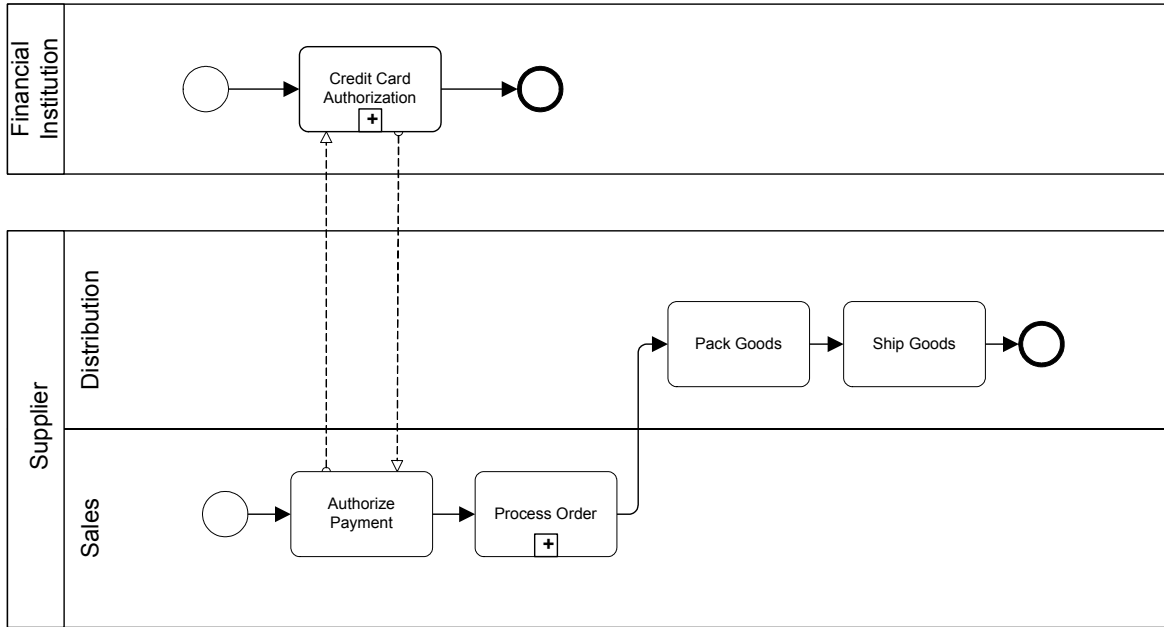 Financial
Institution
Credit Card
Authorization
+
Supplier
Distribution
Pack Goods
Ship Goods
Sales
Authorize
Payment
Process Order
+